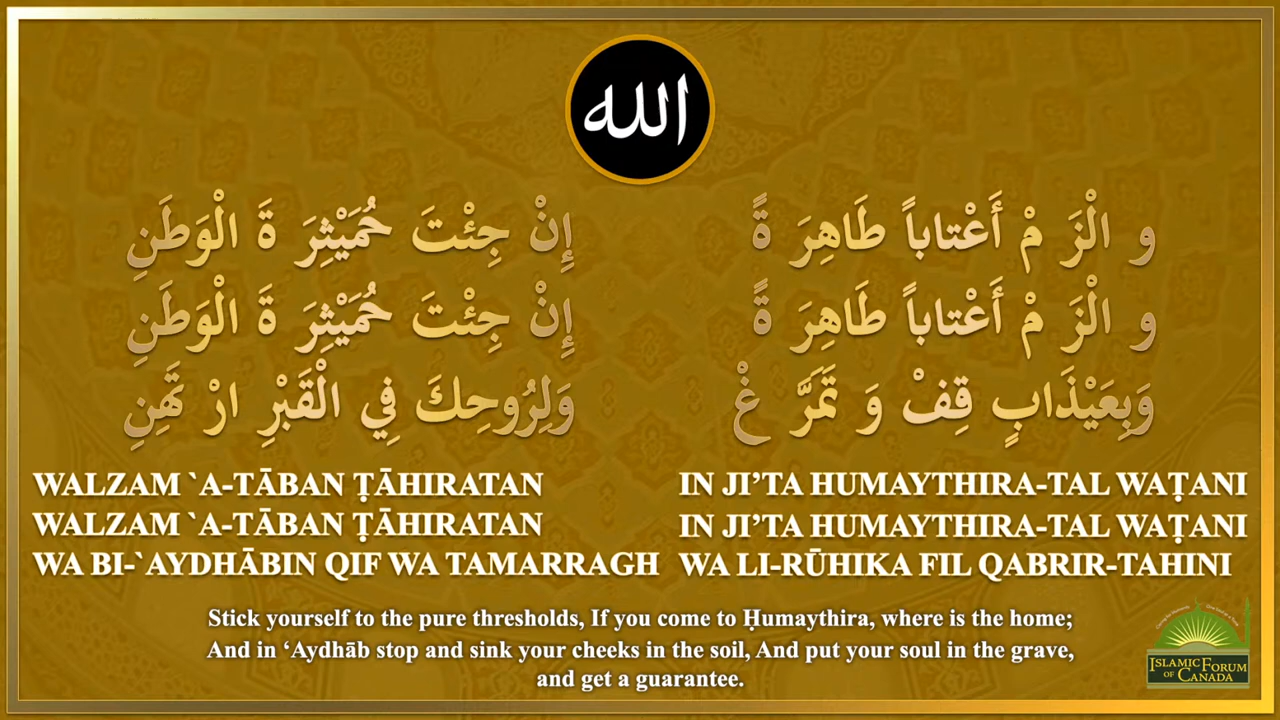 الله
و الْزَ مْ أَعْتاباً طَاهِرَ ةً إِنْ جِئْتَ حُمَيْثِرَ ةَ الْوَطَنِ
و الْزَ مْ أَعْتاباً طَاهِرَ ةً إِنْ جِئْتَ حُمَيْثِرَ ةَ الْوَطَنِ
وَبِعَيْذَابٍ قِفْ وَ تَمَرَّ غْ وَلِرُوحِكَ فِي الْقَبْرِ ارْ تَهَنِ
WALZAM `A-TĀBAN ṬĀHIRATAN IN JI’TA HUMAYTHIRA-TAL WAṬANI
WALZAM `A-TĀBAN ṬĀHIRATAN IN JI’TA HUMAYTHIRA-TAL WAṬANI
WA BI-`AYDHĀBIN QIF WA TAMARRAGH WA LI-RŪHIKA FIL QABRIR-TAHINI
Stick yourself to the pure thresholds, If you come to Ḥumaythira, where is the home;
And in ‘Aydhāb stop and sink your cheeks in the soil, And put your soul in the grave,
and get a guarantee.
ISLAMIC FORUM
OF CANADA